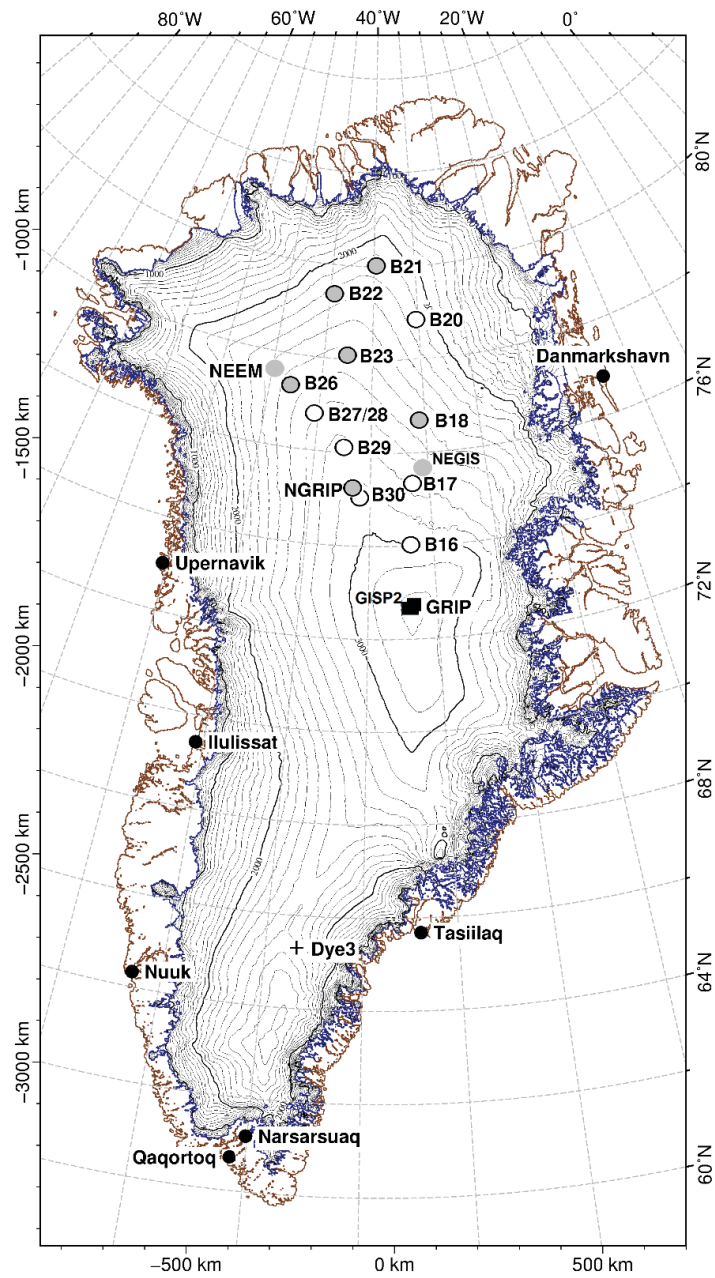 80°W 60°W 40°W 20°W 0°
80°N
76°N
72°N
68°N
64°N
60°N
−1000 km
−1500 km
−2000 km
−2500 km
−3000 km
−500 km 0 km 500 km
2000
1000
B21
B22
B20
B23
Danmarkshavn
NEEM
B26
B27/28
B18
B29
NEGIS
NGRIP
B17
B30
B16
Upernavik
GISP2
GRIP
3000
Ilulissat
2000
Dye3
Tasiilaq
Nuuk
Narsarsuaq
Qaqortoq